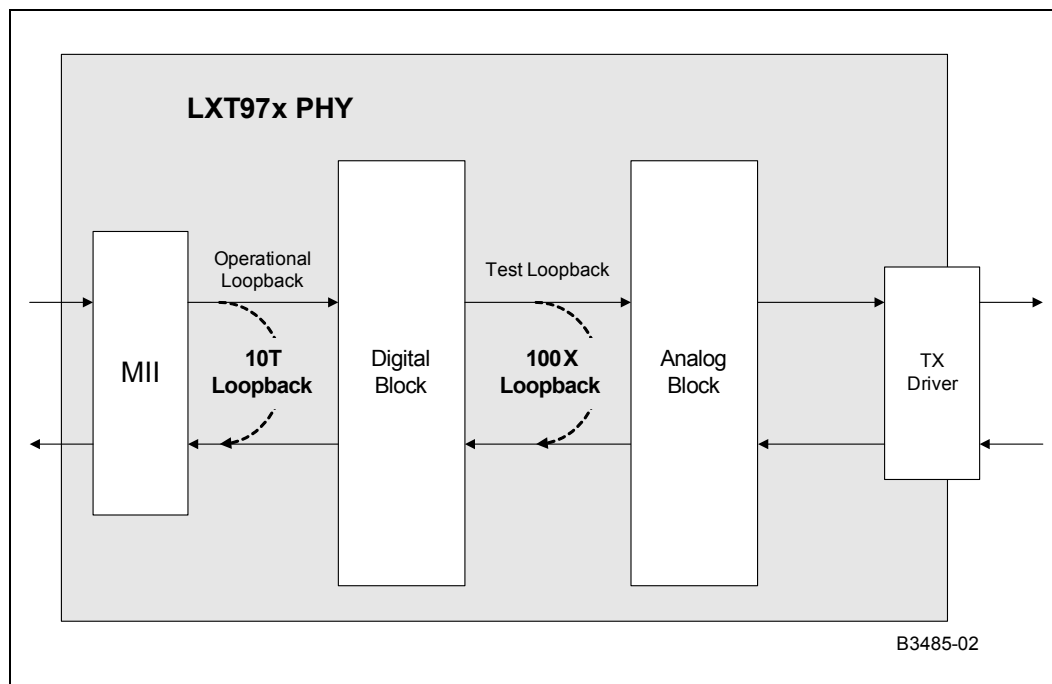 LXT97x PHY
Operational
Loopback
Test Loopback
MII
10T
Loopback
Digital
Block
100X
Loopback
Analog
Block
TX
Driver
B3485-02